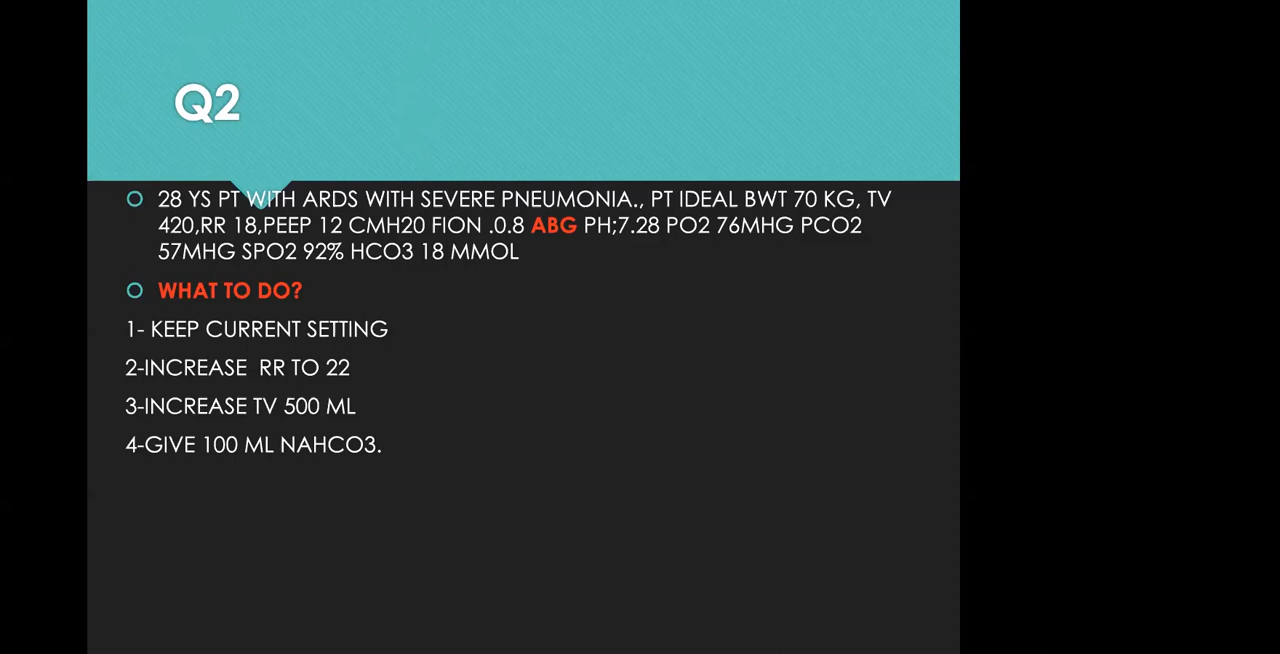 Q2
28 YS PT WITH ARDS WITH SEVERE PNEUMONIA., PT IDEAL BWT 70 KG, TV
420,RR 18,PEEP 12 CMH20 FION .0.8 ABG PH;7.28 PO2 76MHG PCO2
57MHG SPO2 92% HCO3 18 MMOL
WHAT TO DO?
1- KEEP CURRENT SETTING
2-INCREASE  RR TO 22
3-INCREASE TV 500 ML
4-GIVE 100 ML NAHCO3.